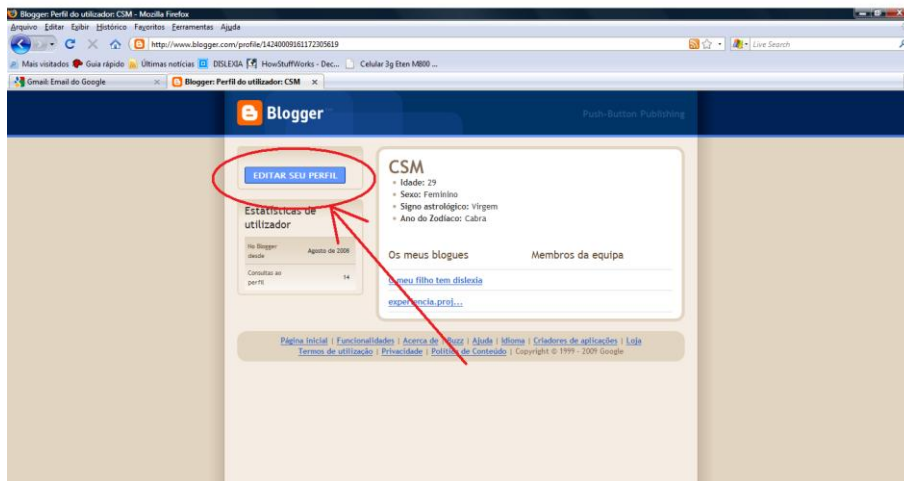 Blogger: Perfil do utilizador: CSM - Mozilla Firefox
Arquivo Editar Exibir Histórico Favoritos Ferramentas Ajuda
http://www.blogger.com/profile/14240009161172305619
Live Search
Mais visitados Guia rápido Últimas notícias DISLEXIA HowStuffWorks - Dec... Celular 3g Eten M800 ...
Gmail: Email do Google
Blogger: Perfil do utilizador: CSM
Blogger
Push-Button Publishing
EDITAR SEU PERFIL
Estatísticas de
utilizador
No Blogger
desde
Agosto de 2008
Consultas ao
perfil
14
CSM
Idade: 29
Sexo: Feminino
Signo astrológico: Virgem
Ano do Zodíaco: Cabra
Os meus blogues
Membros da equipa
O meu filho tem dislexia
experiencia.proj...
Página Inicial | Funcionalidades | Acerca de | Buzz | Ajuda | Idioma | Criadores de aplicações | Loja
Termos de utilização | Privacidade | Política de Conteúdo | Copyright © 1999 - 2009 Google